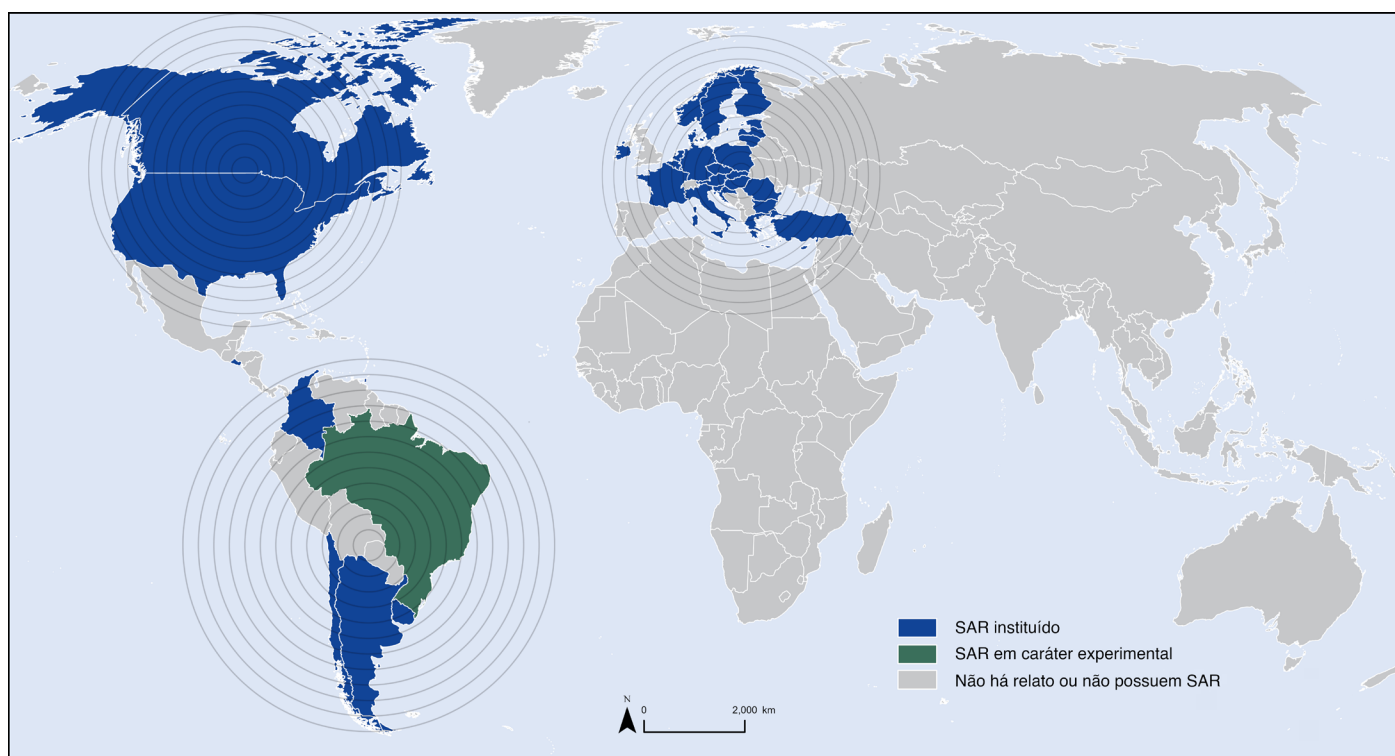 SAR instituído
SAR em caráter experimental
Não há relato ou não possuem SAR
N
0 2,000 km